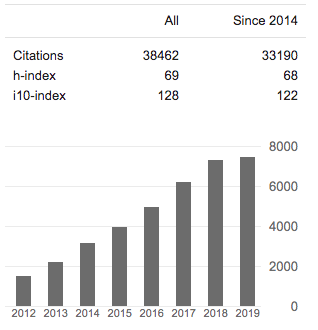 All Since 2014
Citations 38462 33190
h-index 69 68
i10-index 128 122
8000
6000
4000
2000
0
2012 2013 2014 2015 2016 2017 2018 2019